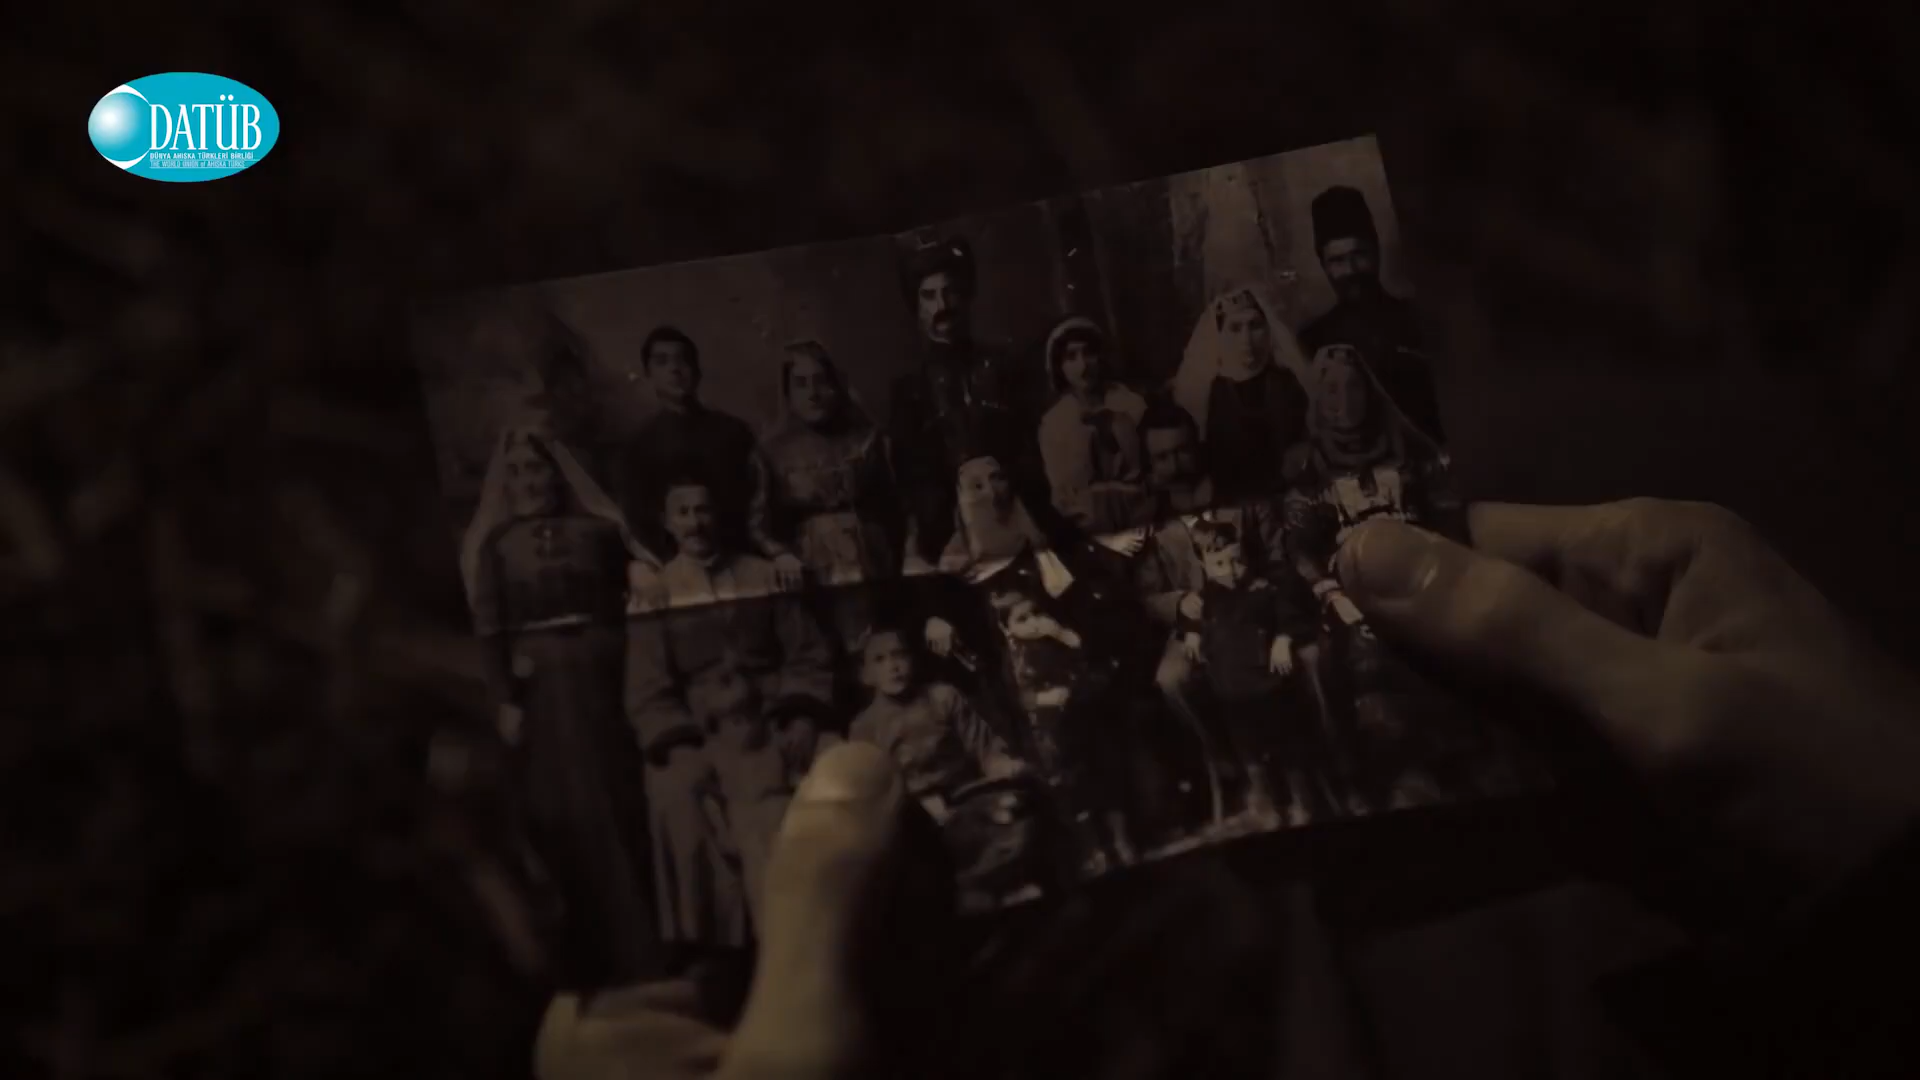 DATÜB
DÜNYA AHISKA TÜRKLERİ BİRLİĞİ
THE WORLD UNION of AHISKA TURKS